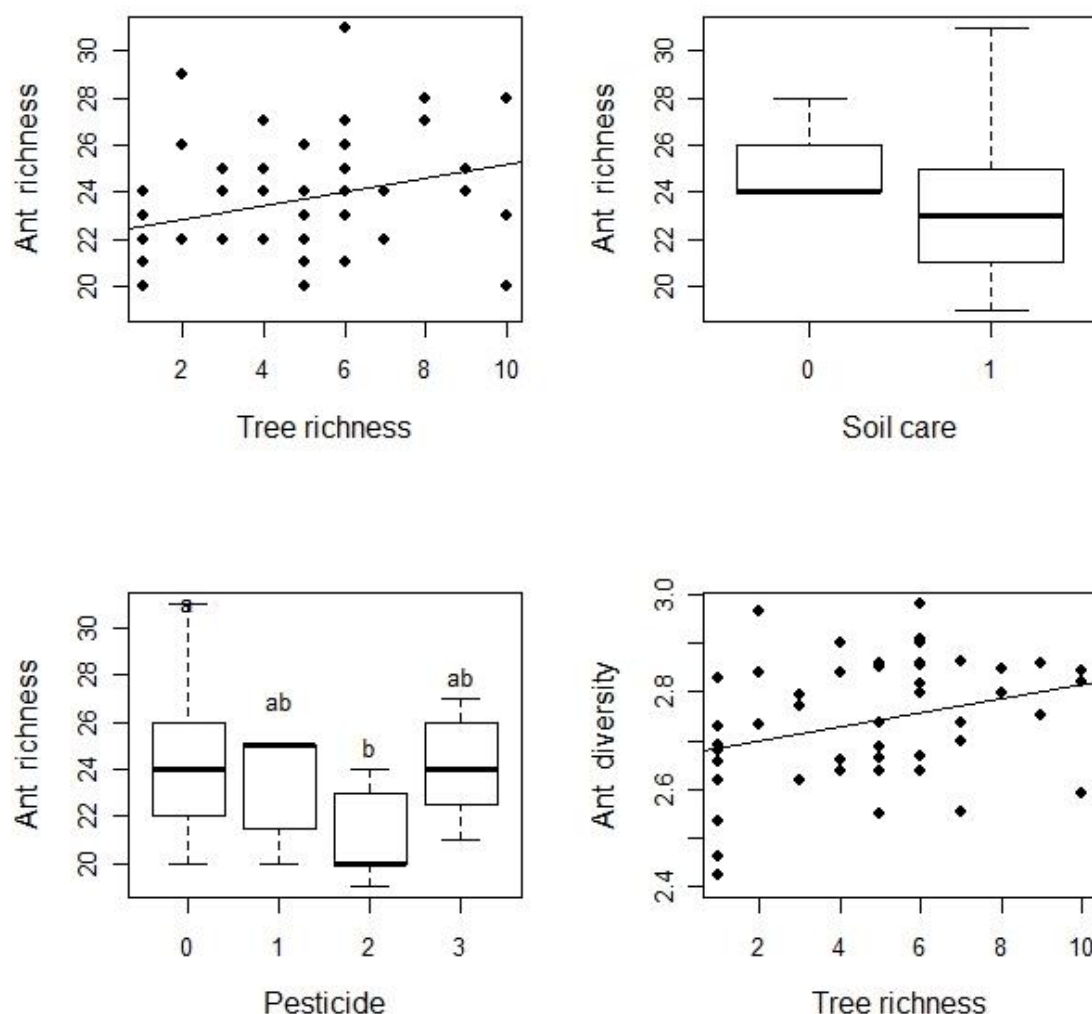 Ant richness
20 22 24 26 28 30
2 4 6 8 10
Tree richness
Ant richness
20 22 24 26 28 30
0 1
Soil care
Ant richness
20 22 24 26 28 30
a ab b ab
0 1 2 3
Pesticide
Ant diversity
2.4 2.6 2.8 3.0
2 4 6 8 10
Tree richness